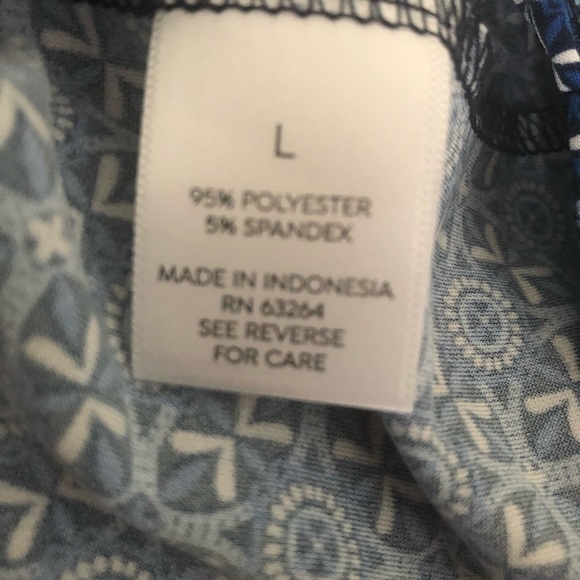 L
95% POLYESTER
5% SPANDEX
MADE IN INDONESIA
RN 63264
SEE REVERSE
FOR CARE